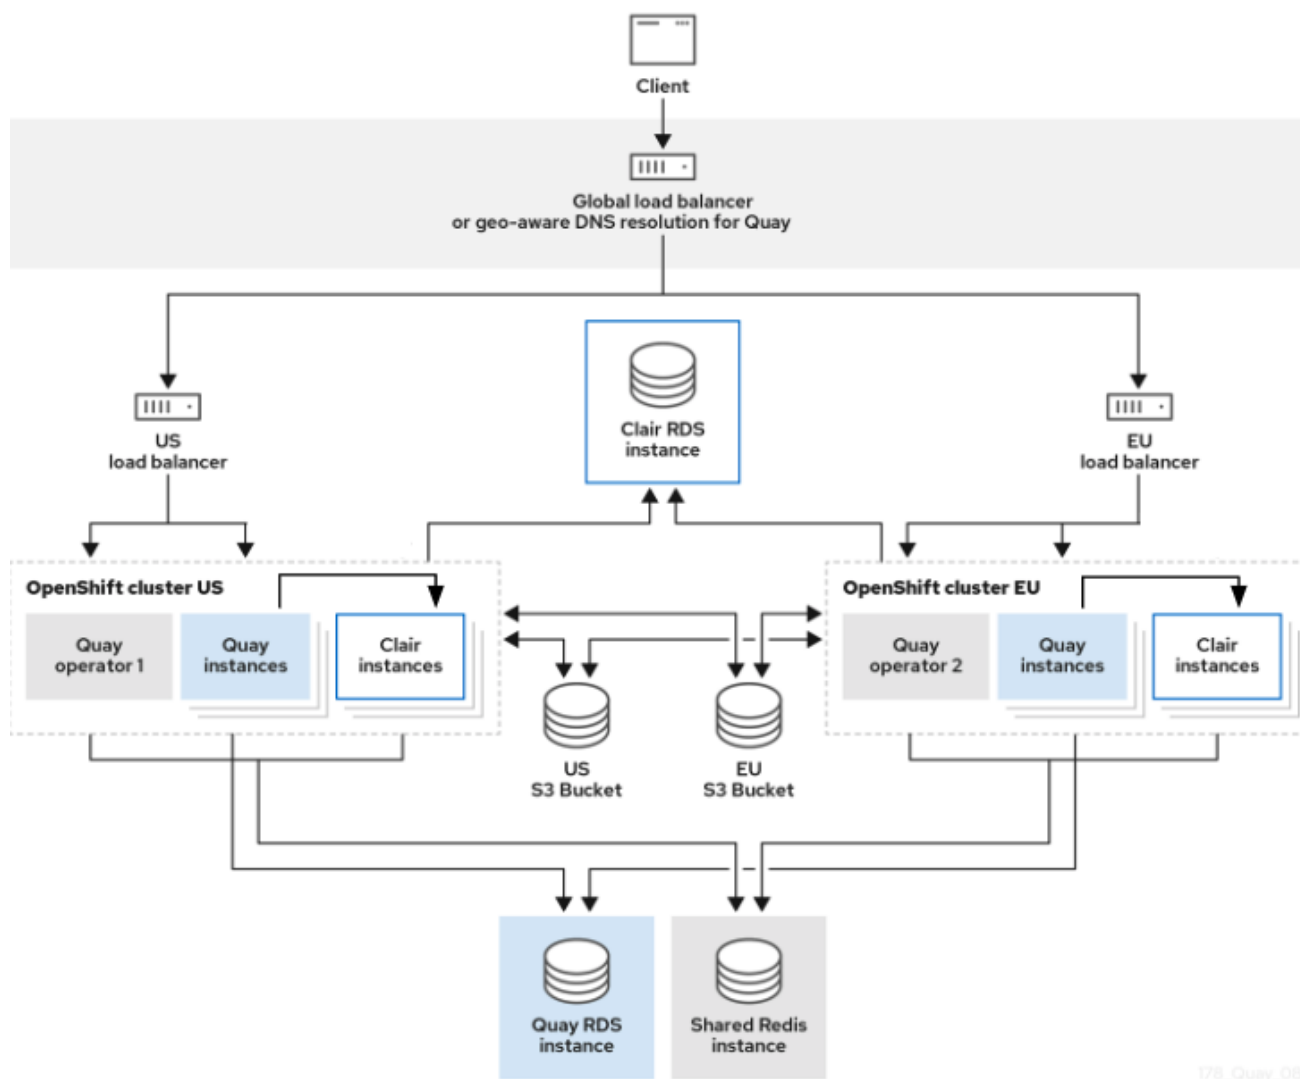 Client
Global load balancer
or geo-aware DNS resolution for Quay
Clair RDS
instance
US
load balancer
EU
load balancer
OpenShift cluster US
Quay
operator 1
Quay
instances
Clair
instances
OpenShift cluster EU
Quay
operator 2
Quay
instances
Clair
instances
US
S3 Bucket
EU
S3 Bucket
Quay RDS
instance
Shared Redis
instance
178_Quay_08